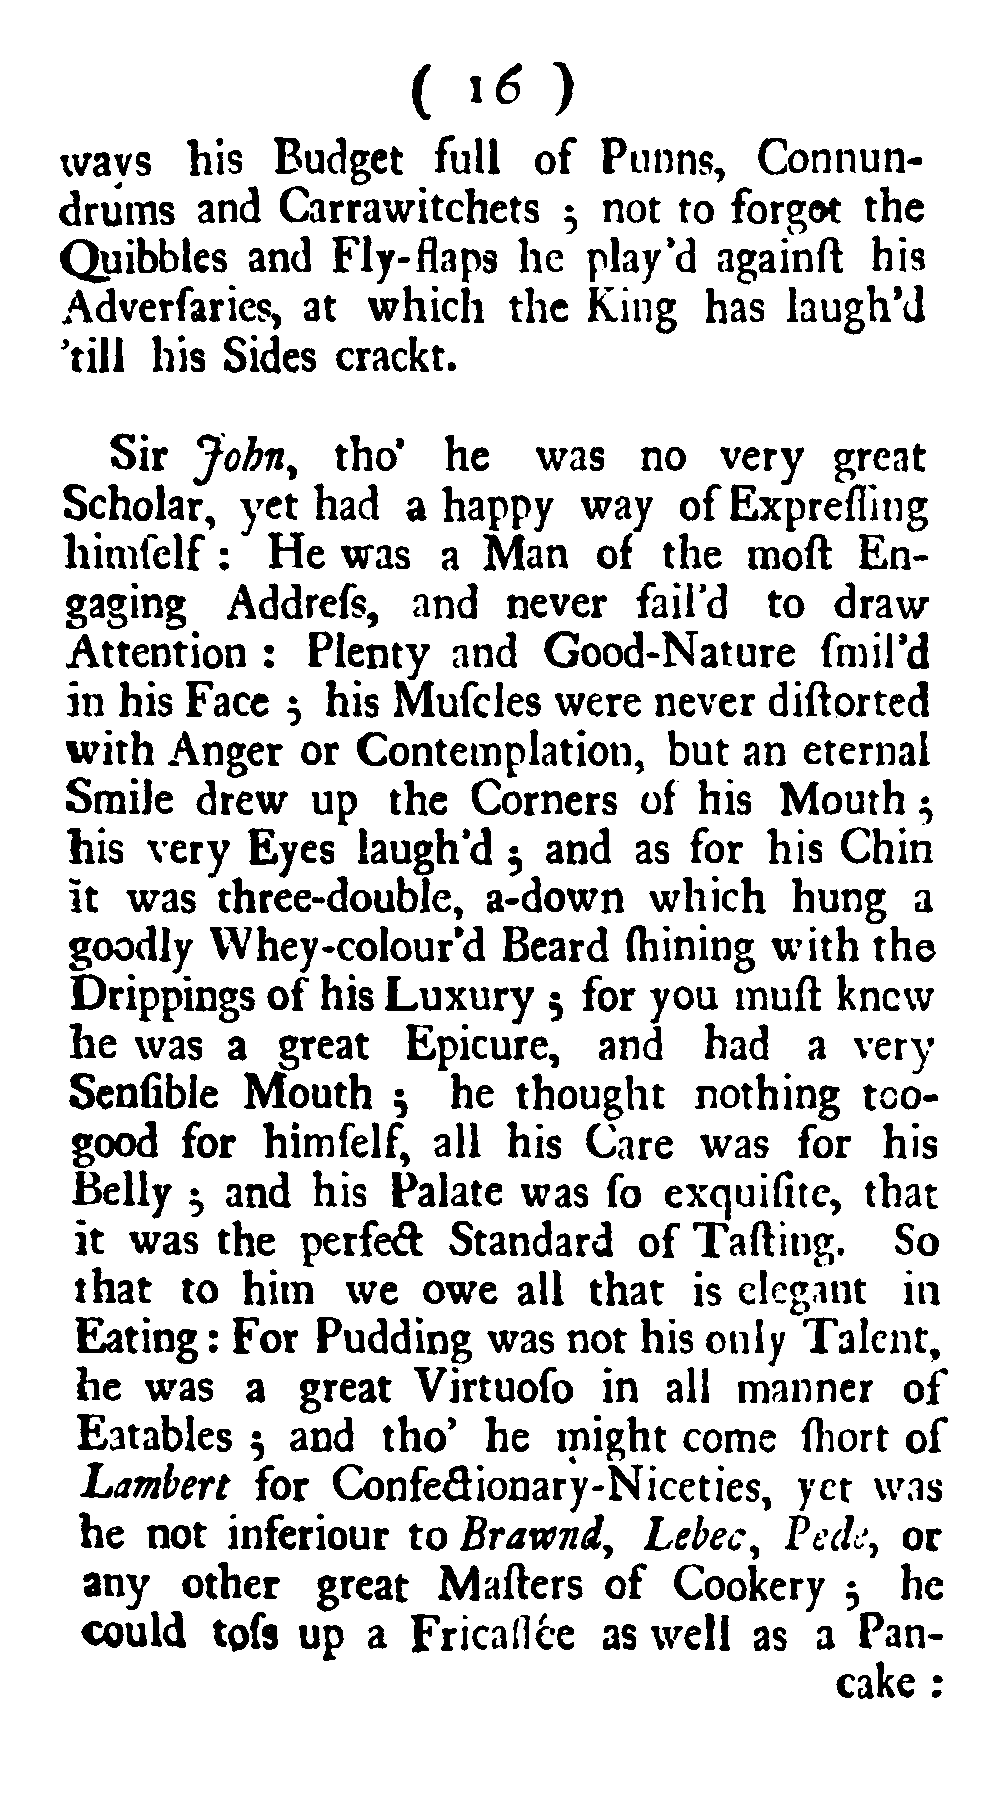 ( 16 )
ways his Budget full of Punns, Connun-
drums and Carrawitchets ; not to forget the
Quibbles and Fly-flaps he play'd againſt his
Adverſaries, at which the King has laugh'd
'till his Sides crackt.
Sir John, tho' he was no very great
Scholar, yet had a happy way of Expreſſing
himſelf : He was a Man of the moſt En-
gaging Addreſs, and never fail'd to draw
Attention : Plenty and Good-Nature ſmil'd
in his Face ; his Muſcles were never diſtorted
with Anger or Contemplation, but an eternal
Smile drew up the Corners of his Mouth ;
his very Eyes laugh'd ; and as for his Chin
it was three-double, a-down which hung a
goodly Whey-colour'd Beard ſhining with the
Drippings of his Luxury ; for you muſt know
he was a great Epicure, and had a very
Senſible Mouth ; he thought nothing too-
good for himſelf, all his Care was for his
Belly ; and his Palate was ſo exquiſite, that
it was the perfect Standard of Taſting. So
that to him we owe all that is elegant in
Eating : For Pudding was not his only Talent,
he was a great Virtuoſo in all manner of
Eatables ; and tho' he might come ſhort of
Lambert for Confectionary-Niceties, yet was
he not inferiour to Brawnd, Lebec, Pede, or
any other great Maſters of Cookery ; he
could toſs up a Fricaſſée as well as a Pan-
cake :